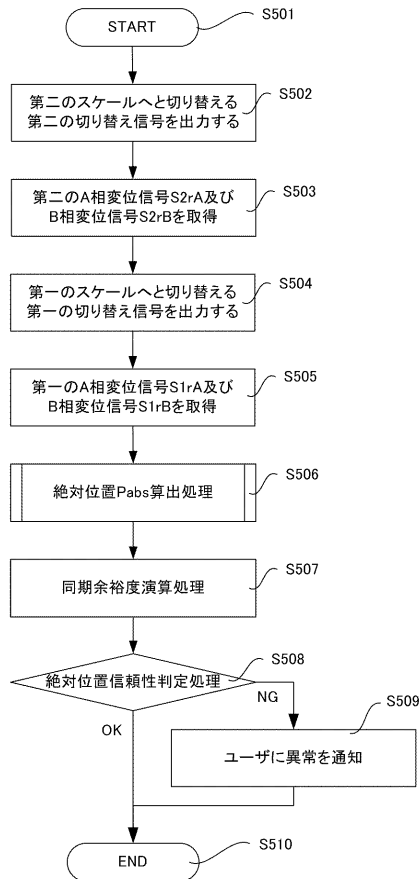 START
S501
第二のスケールへと切り替える
第二の切り替え信号を出力する
S502
第二のA相変位信号S2rA及び
B相変位信号S2rBを取得
S503
第一のスケールへと切り替える
第一の切り替え信号を出力する
S504
第一のA相変位信号S1rA及び
B相変位信号S1rBを取得
S505
絶対位置Pabs算出処理
S506
同期余裕度演算処理
S507
絶対位置信頼性判定処理
S508
NG
OK
ユーザに異常を通知
S509
END
S510